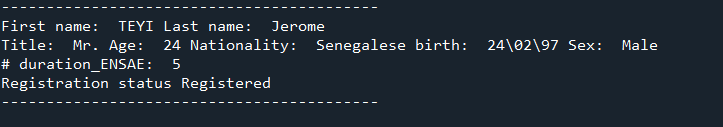 -----------------------------------------
First name:  TEYI Last name:  Jerome
Title:  Mr. Age:  24 Nationality:  Senegalese birth:  24\02\97 Sex:  Male
# duration_ENSAE:  5
Registration status Registered
-----------------------------------------